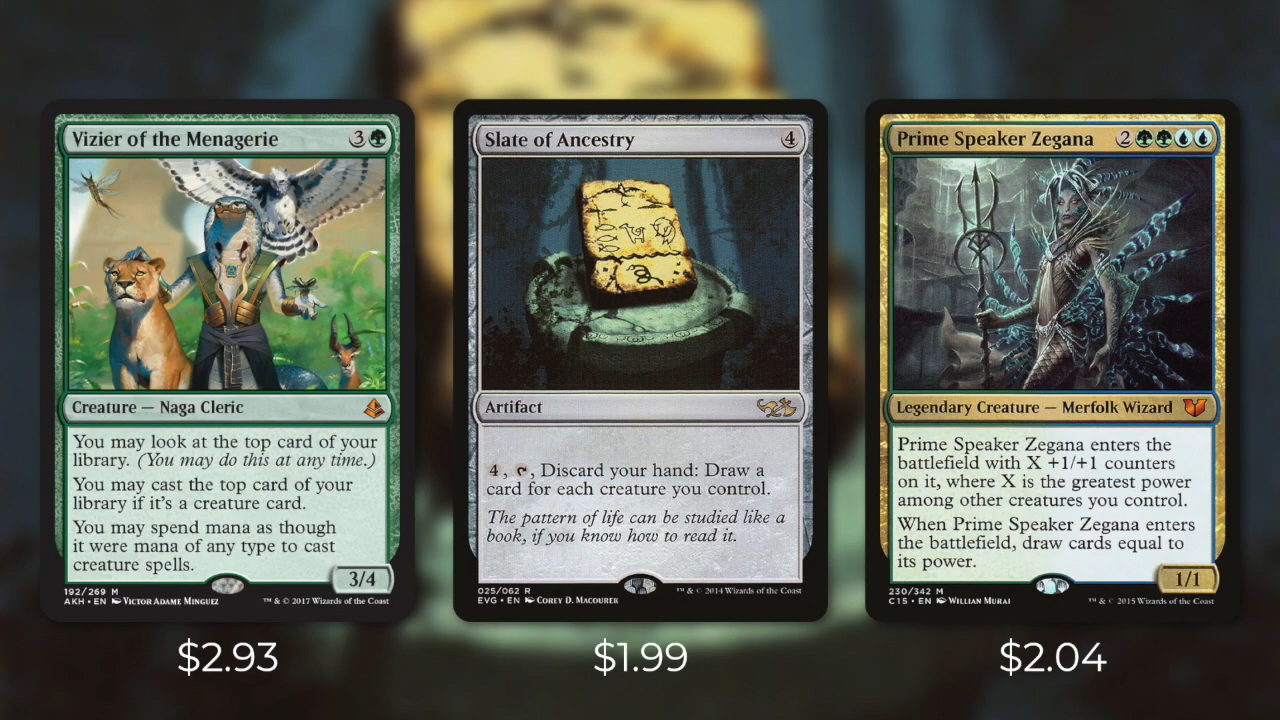 Vizier of the Menagerie 3
Creature — Naga Cleric
You may look at the top card of your
library. (You may do this at any time.)
You may cast the top card of your
library if it's a creature card.
You may spend mana as though
it were mana of any type to cast
creature spells.
3/4
192/269 M
AKH • EN Victor Adame Minguez
™ & © 2017 Wizards of the Coast
$2.93
Slate of Ancestry 4
Artifact
4, , Discard your hand: Draw a
card for each creature you control.
The pattern of life can be studied like a
book, if you know how to read it.
025/062 R
EVG • EN Corey D. Macourek
™ & © 2014 Wizards of the Coast
$1.99
Prime Speaker Zegana 2
Legendary Creature — Merfolk Wizard
Prime Speaker Zegana enters the
battlefield with X +1/+1 counters
on it, where X is the greatest power
among other creatures you control.
When Prime Speaker Zegana enters
the battlefield, draw cards equal to
its power.
1/1
230/342 M
C15 • EN Willian Murai
™ & © 2015 Wizards of the Coast
$2.04